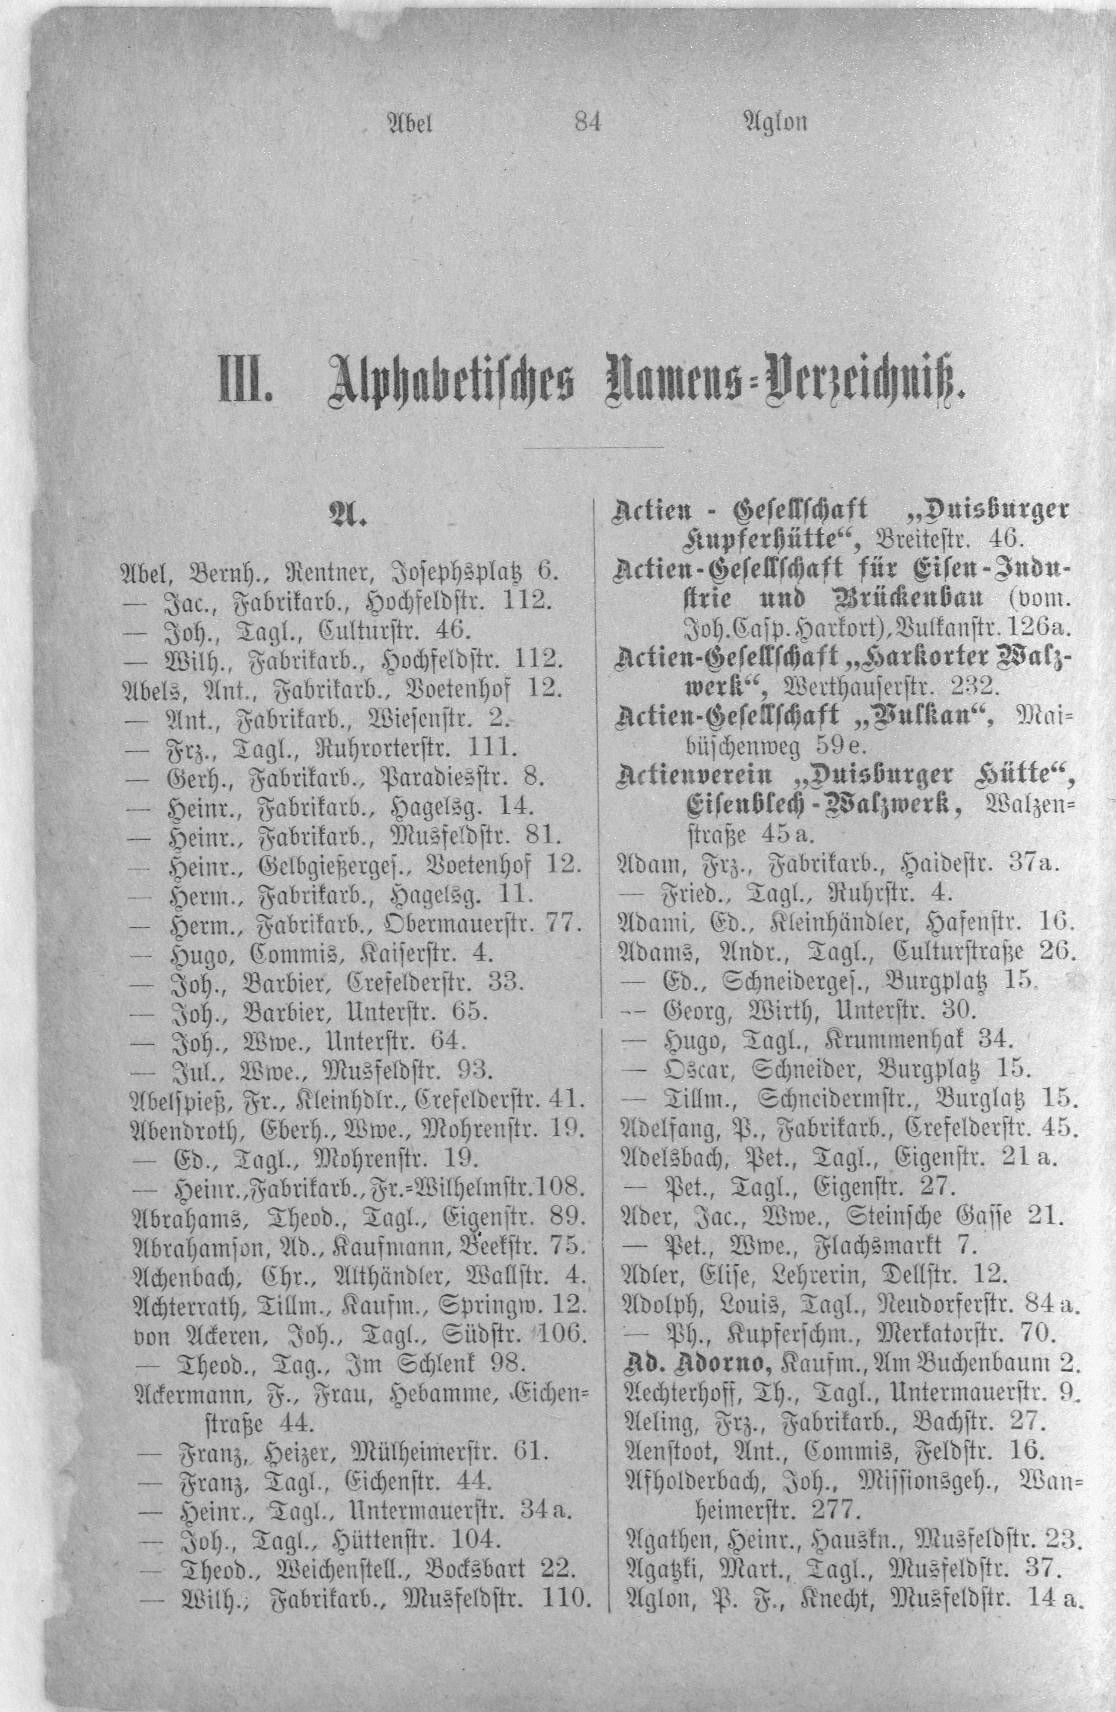 Abel 84 Aglon
III. Alphabetisches Namens-Verzeichniß.
A.
Abel, Bernh., Rentner, Josephsplatz 6.
— Jac., Fabrikarb., Hochfeldstr. 112.
— Joh., Tagl., Culturstr. 46.
— Wilh., Fabrikarb., Hochfeldstr. 112.
Abels, Ant., Fabrikarb., Voetenhof 12.
— Ant., Fabrikarb., Wiesenstr. 2.
— Frz., Tagl., Ruhrorterstr. 111.
— Gerh., Fabrikarb., Paradiesstr. 8.
— Heinr., Fabrikarb., Hagelsg. 14.
— Heinr., Fabrikarb., Musfeldstr. 81.
— Heinr., Gelbgießerges., Voetenhof 12.
— Herm., Fabrikarb., Hagelsg. 11.
— Herm., Fabrikarb., Obermauerstr. 77.
— Hugo, Commis, Kaiserstr. 4.
— Joh., Barbier, Crefelderstr. 33.
— Joh., Barbier, Unterstr. 65.
— Joh., Wwe., Unterstr. 64.
— Jul., Wwe., Musfeldstr. 93.
Abelspieß, Fr., Kleinhdlr., Crefelderstr. 41.
Abendroth, Eberh., Wwe., Mohrenstr. 19.
— Ed., Tagl., Mohrenstr. 19.
— Heinr., Fabrikarb., Fr.-Wilhelmstr. 108.
Abrahams, Theod., Tagl., Eigenstr. 89.
Abrahamson, Ad., Kaufmann, Beekstr. 75.
Achenbach, Chr., Althändler, Wallstr. 4.
Achterrath, Tillm., Kaufm., Springw. 12.
von Ackeren, Joh., Tagl., Südstr. 106.
— Theod., Tag., Im Schlenk 98.
Ackermann, F., Frau, Hebamme, Eichen-
straße 44.
— Franz, Heizer, Mülheimerstr. 61.
— Franz, Tagl., Eichenstr. 44.
— Heinr., Tagl., Untermauerstr. 34a.
— Joh., Tagl., Hüttenstr. 104.
— Theod., Weichenstell., Bocksbart 22.
— Wilh., Fabrikarb., Musfeldstr. 110.
Actien - Gesellschaft „Duisburger
Kupferhütte“, Breitestr. 46.
Actien-Gesellschaft für Eisen-Indu-
strie und Brückenbau (vom.
Joh. Casp. Harkort), Vulkanstr. 126a.
Actien-Gesellschaft „Harkorter Walz-
werk“, Werthauserstr. 232.
Actien-Gesellschaft „Vulkan“, Mai-
büschenweg 59e.
Actienverein „Duisburger Hütte“,
Eisenblech-Walzwerk, Walzen-
straße 45a.
Adam, Frz., Fabrikarb., Haidestr. 37a.
— Fried., Tagl., Ruhrstr. 4.
Adami, Ed., Kleinhändler, Hafenstr. 16.
Adams, Andr., Tagl., Culturstraße 26.
— Ed., Schneiderges., Burgplatz 15.
— Georg, Wirth, Unterstr. 30.
— Hugo, Tagl., Krummenhak 34.
— Oscar, Schneider, Burgplatz 15.
— Tillm., Schneidermstr., Burglatz 15.
Adelfang, P., Fabrikarb., Crefelderstr. 45.
Adelsbach, Pet., Tagl., Eigenstr. 21a.
— Pet., Tagl., Eigenstr. 27.
Ader, Jac., Wwe., Steinsche Gasse 21.
— Pet., Wwe., Flachsmarkt 7.
Adler, Elise, Lehrerin, Dellstr. 12.
Adolph, Louis, Tagl., Neudorferstr. 84a.
— Ph., Kupferschm., Merkatorstr. 70.
Ad. Adorno, Kaufm., Am Buchenbaum 2.
Aechterhoff, Th., Tagl., Untermauerstr. 9.
Aeling, Frz., Fabrikarb., Bachstr. 27.
Aenstoot, Ant., Commis, Feldstr. 16.
Afholderbach, Joh., Missionsgeh., Wan-
heimerstr. 277.
Agathen, Heinr., Hauskn., Musfeldstr. 23.
Agatzki, Mart., Tagl., Musfeldstr. 37.
Aglon, P. F., Knecht, Musfeldstr. 14a.